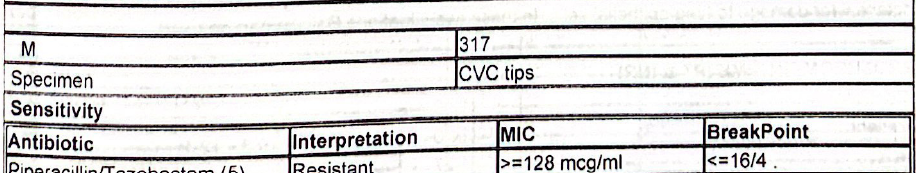 M 317
Specimen CVC tips
Sensitivity
Antibiotic Interpretation MIC BreakPoint
Piperacillin/Tazobactam (5) Resistant >=128 mcg/ml <=16/4 .